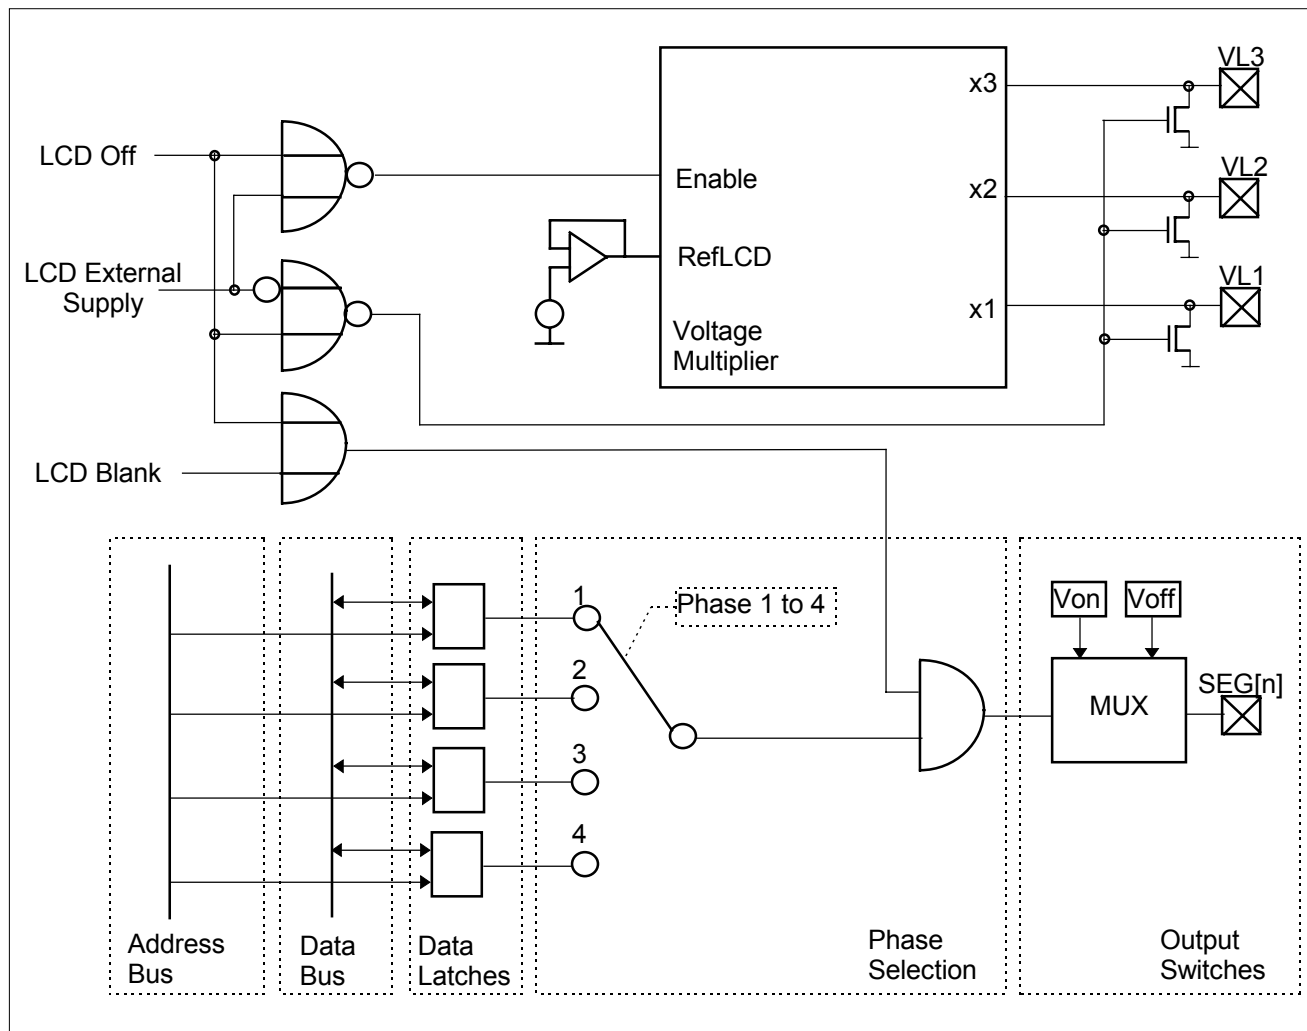 VL3
x3
LCD Off
Enable
x2
VL2
LCD External
Supply
RefLCD
VL1
x1
Voltage
Multiplier
LCD Blank
1
Phase 1 to 4
Von
Voff
2
MUX
SEG[n]
3
4
Address
Bus
Data
Bus
Data
Latches
Phase
Selection
Output
Switches